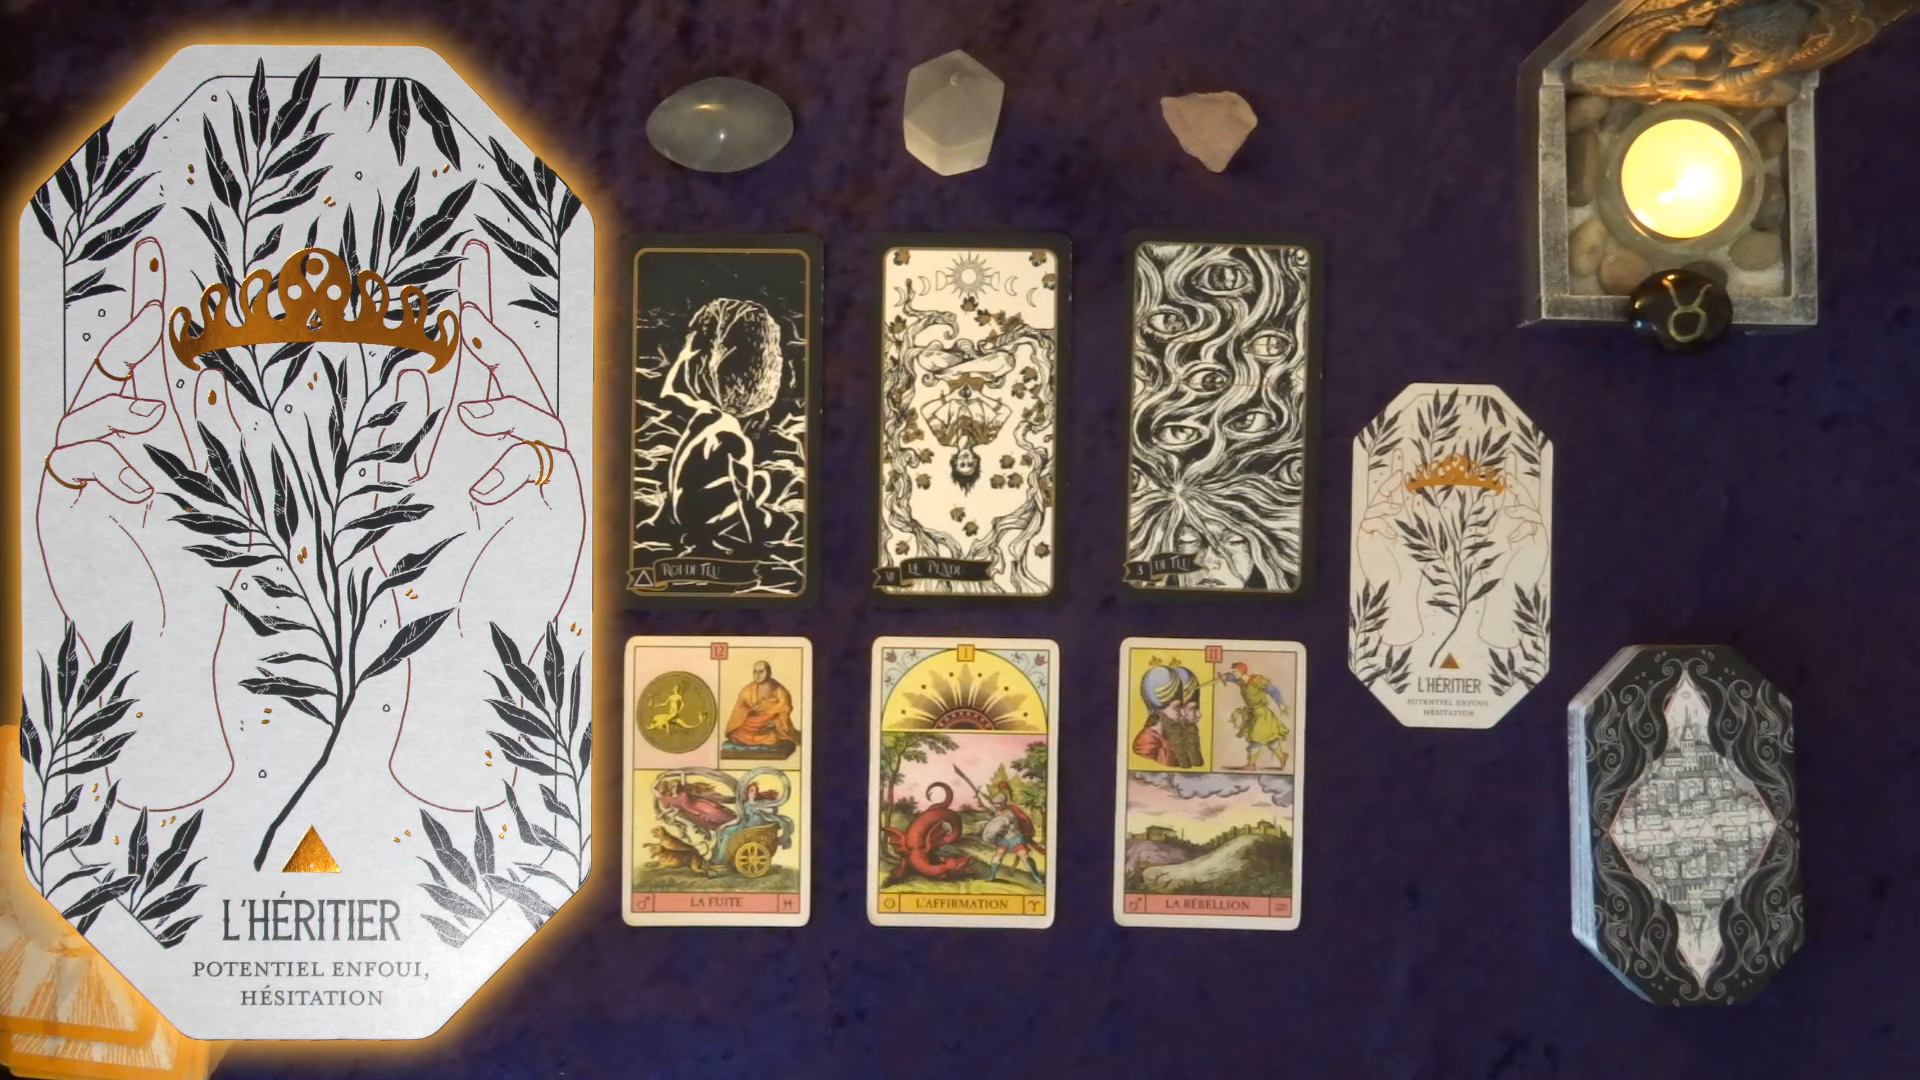 L'HÉRITIER
POTENTIEL ENFOUI,
HÉSITATION
ROI DE FEU
LE PENDU
3 DE FEU
12
LA FUITE
I
L'AFFIRMATION
11
LA RÉBELLION
L'HÉRITIER
POTENTIEL ENFOUI,
HÉSITATION